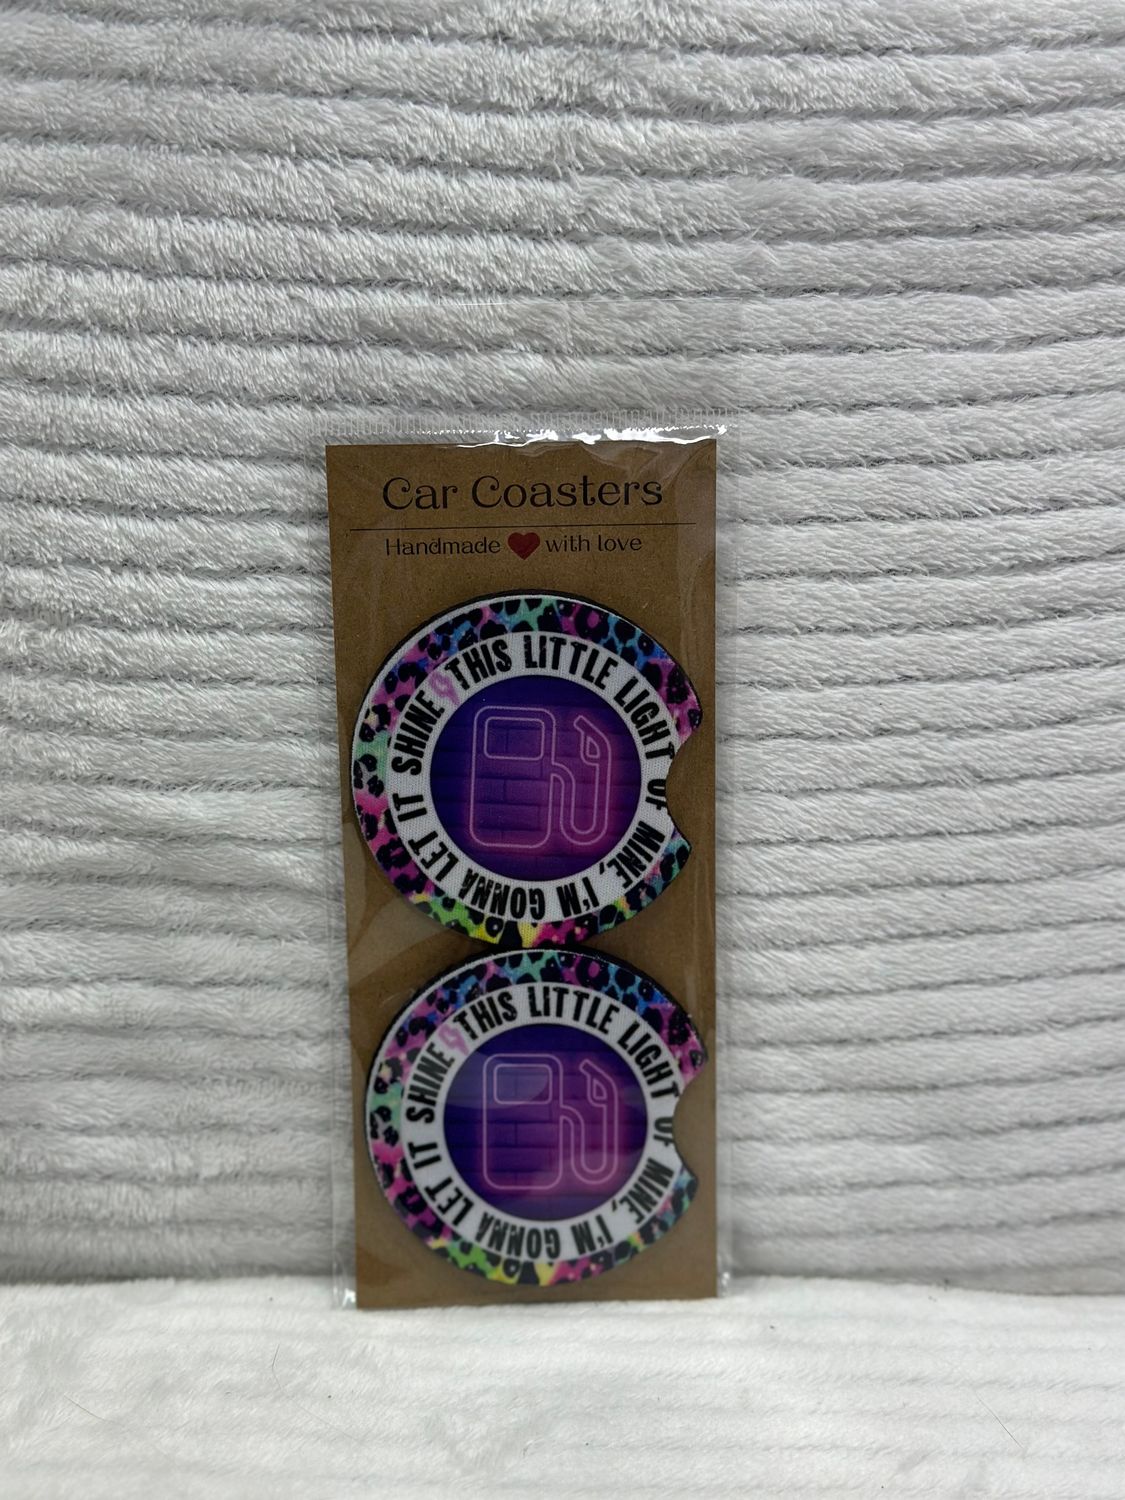 Car Coasters
Handmade with love
THIS LITTLE LIGHT OF MINE, I'M GONNA LET IT SHINE
THIS LITTLE LIGHT OF MINE, I'M GONNA LET IT SHINE